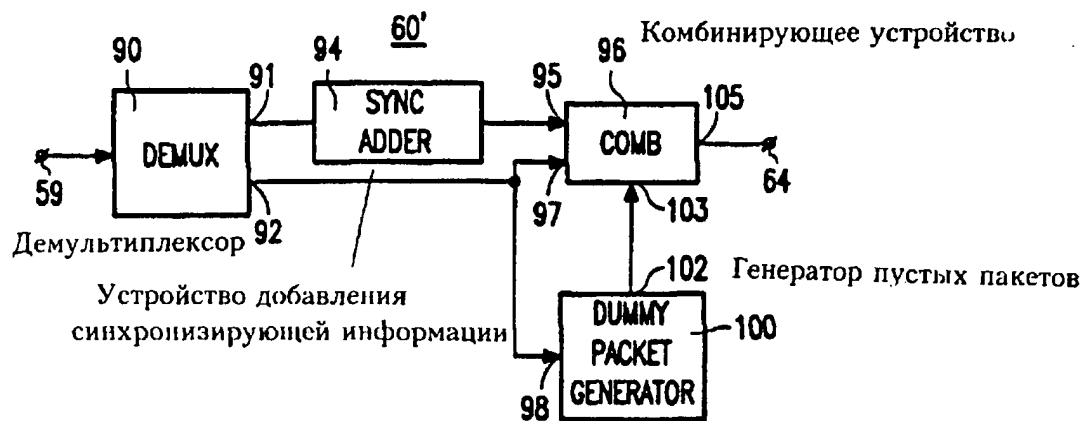 60'
Комбинирующее устройство
90
91
94
95
96
105
SYNC
ADDER
DEMUX
COMB
59
92
97
103
64
Демультиплексор
102
Генератор пустых пакетов
Устройство добавления
синхронизирующей информации
DUMMY
PACKET
GENERATOR
100
98